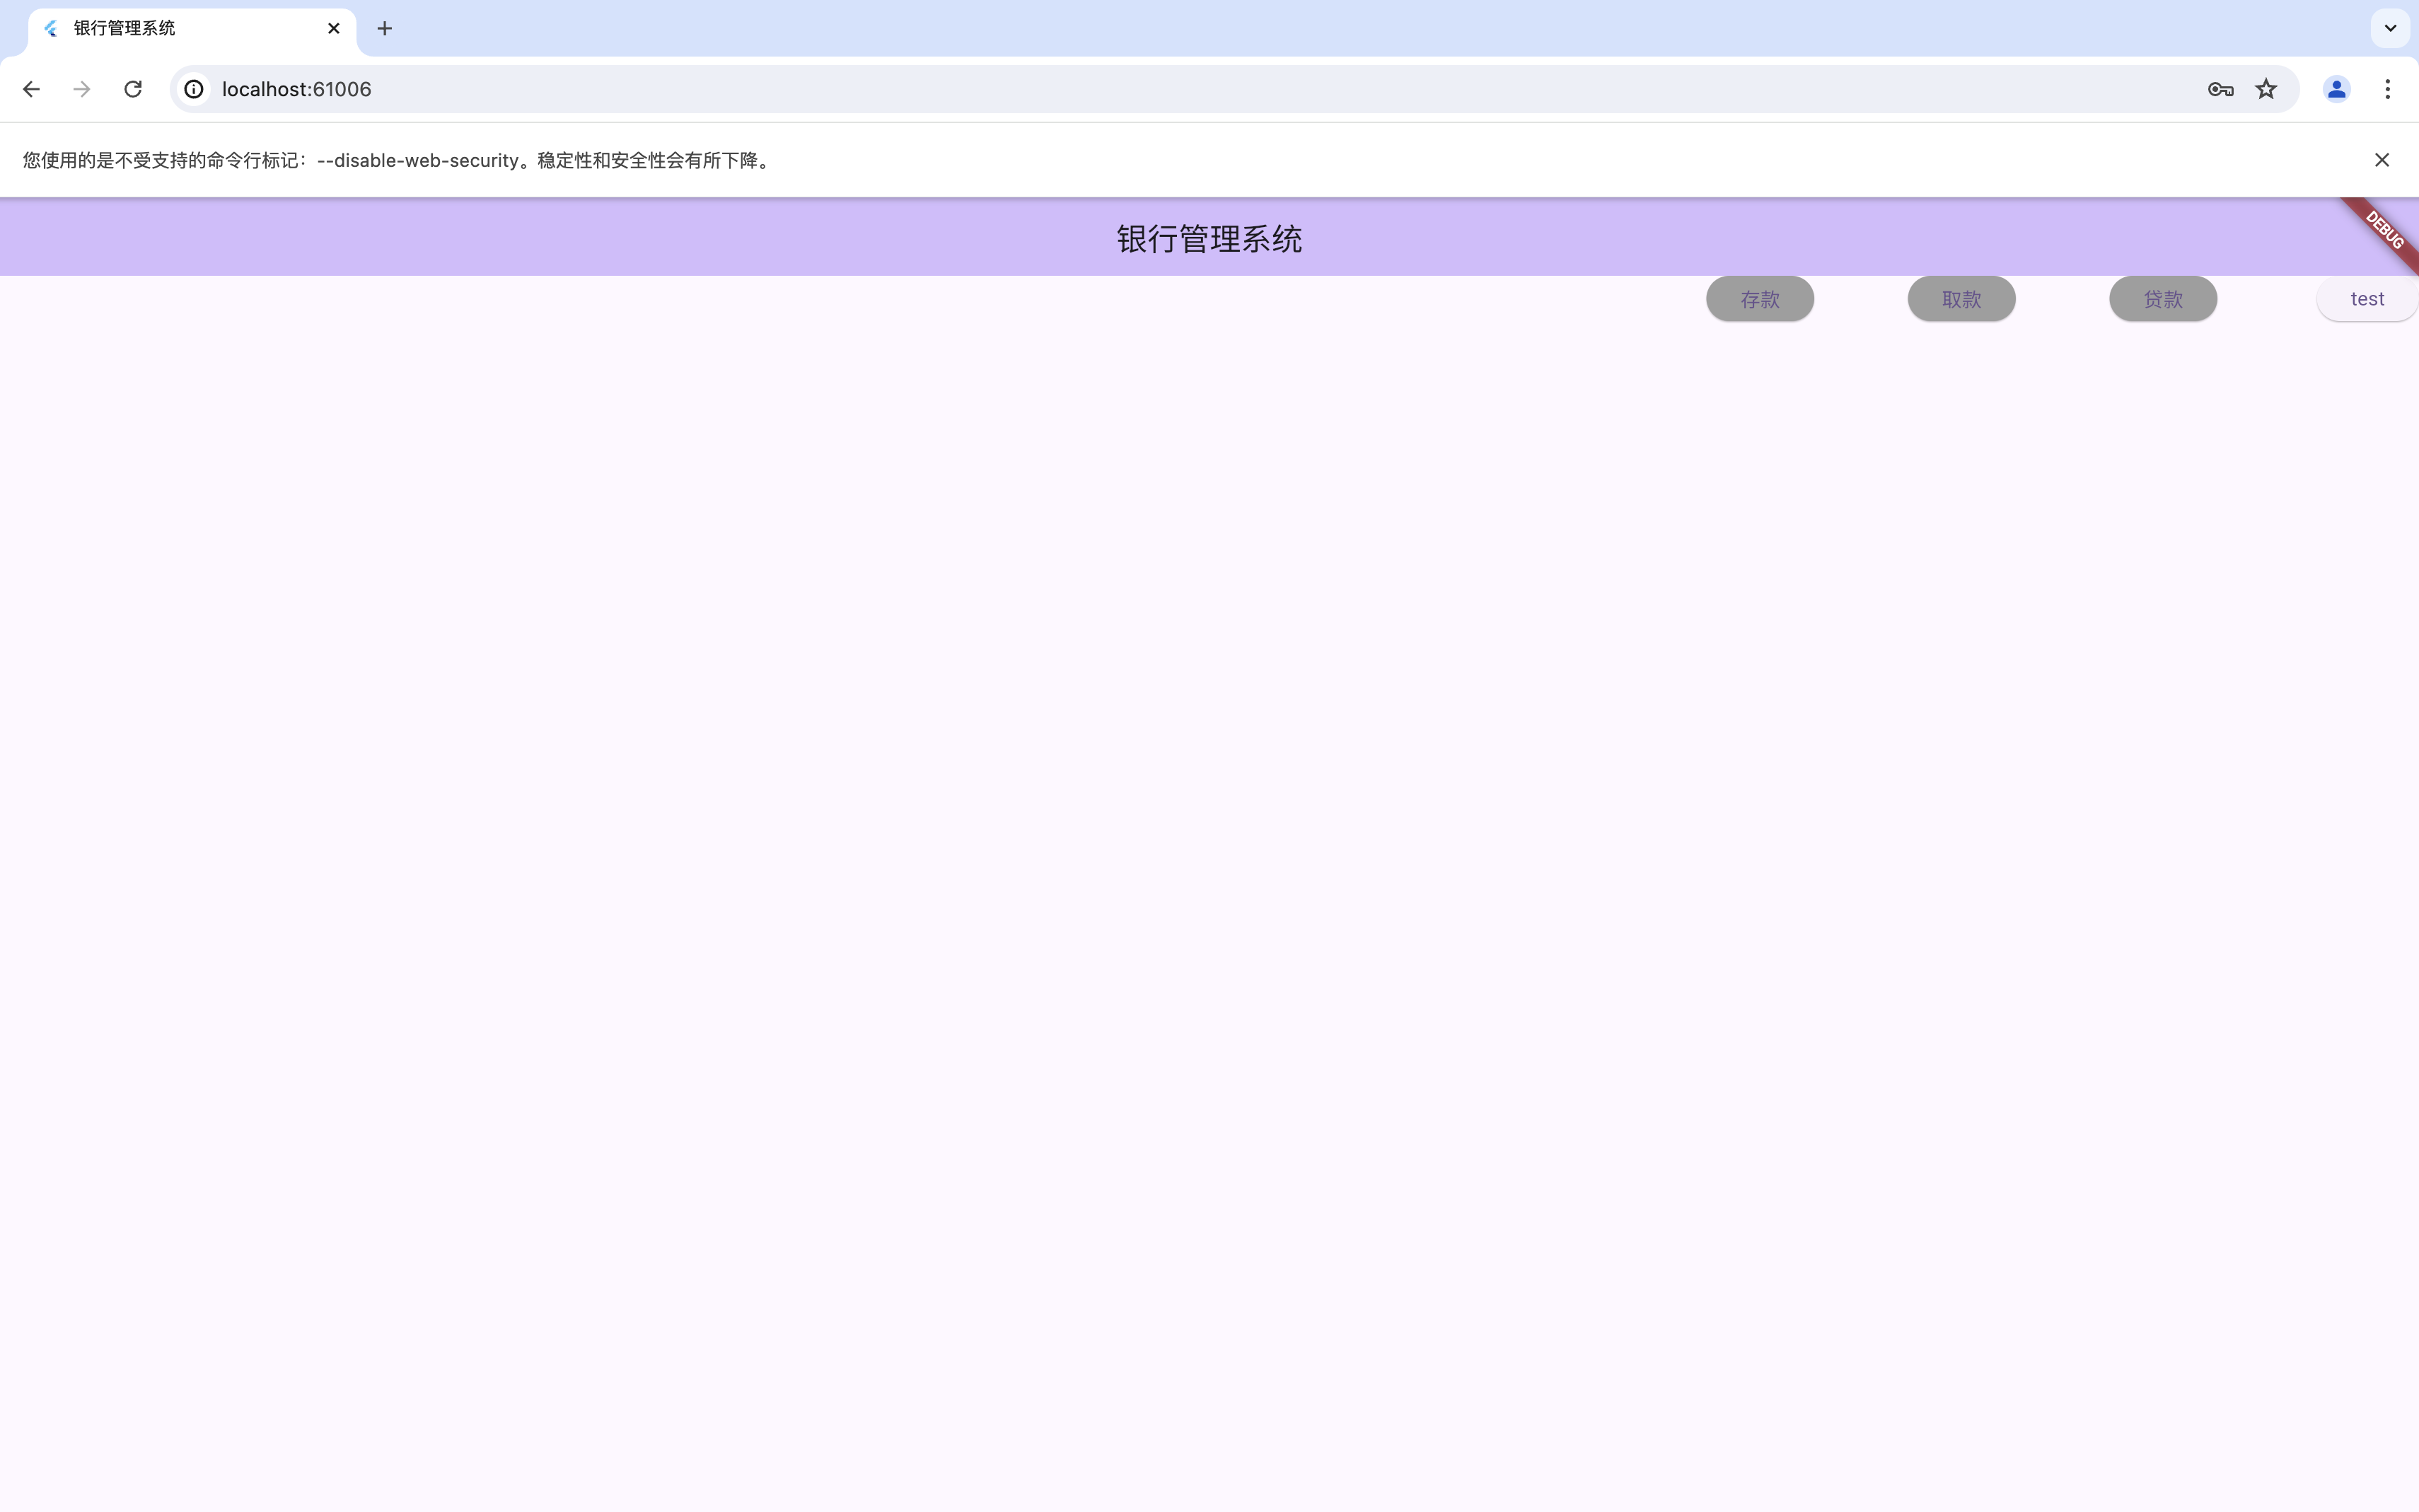 银行管理系统
localhost:61006
您使用的是不受支持的命令行标记：--disable-web-security。稳定性和安全性会有所下降。
银行管理系统
DEBUG
存款 取款 贷款 test